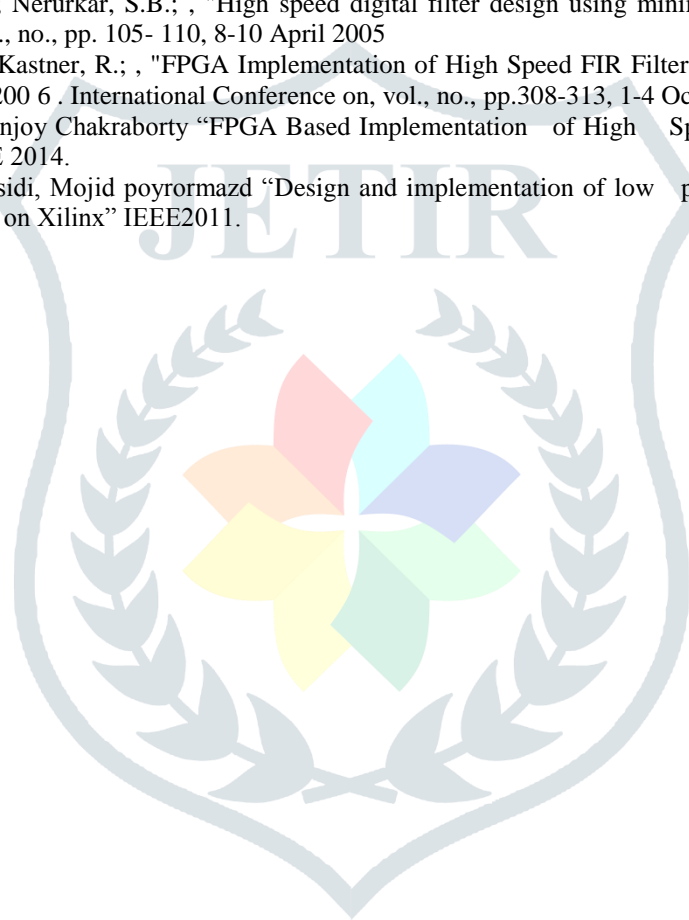 , Nerurkar, S.B.; , "High speed digital filter design using minim
., no., pp. 105- 110, 8-10 April 2005
Kastner, R.; , "FPGA Implementation of High Speed FIR Filter
200 6 . International Conference on, vol., no., pp.308-313, 1-4 Oc
njoy Chakraborty “FPGA Based Implementation of High Sp
E 2014.
sidi, Mojid poyrormazd “Design and implementation of low p
on Xilinx” IEEE2011.
JETIR